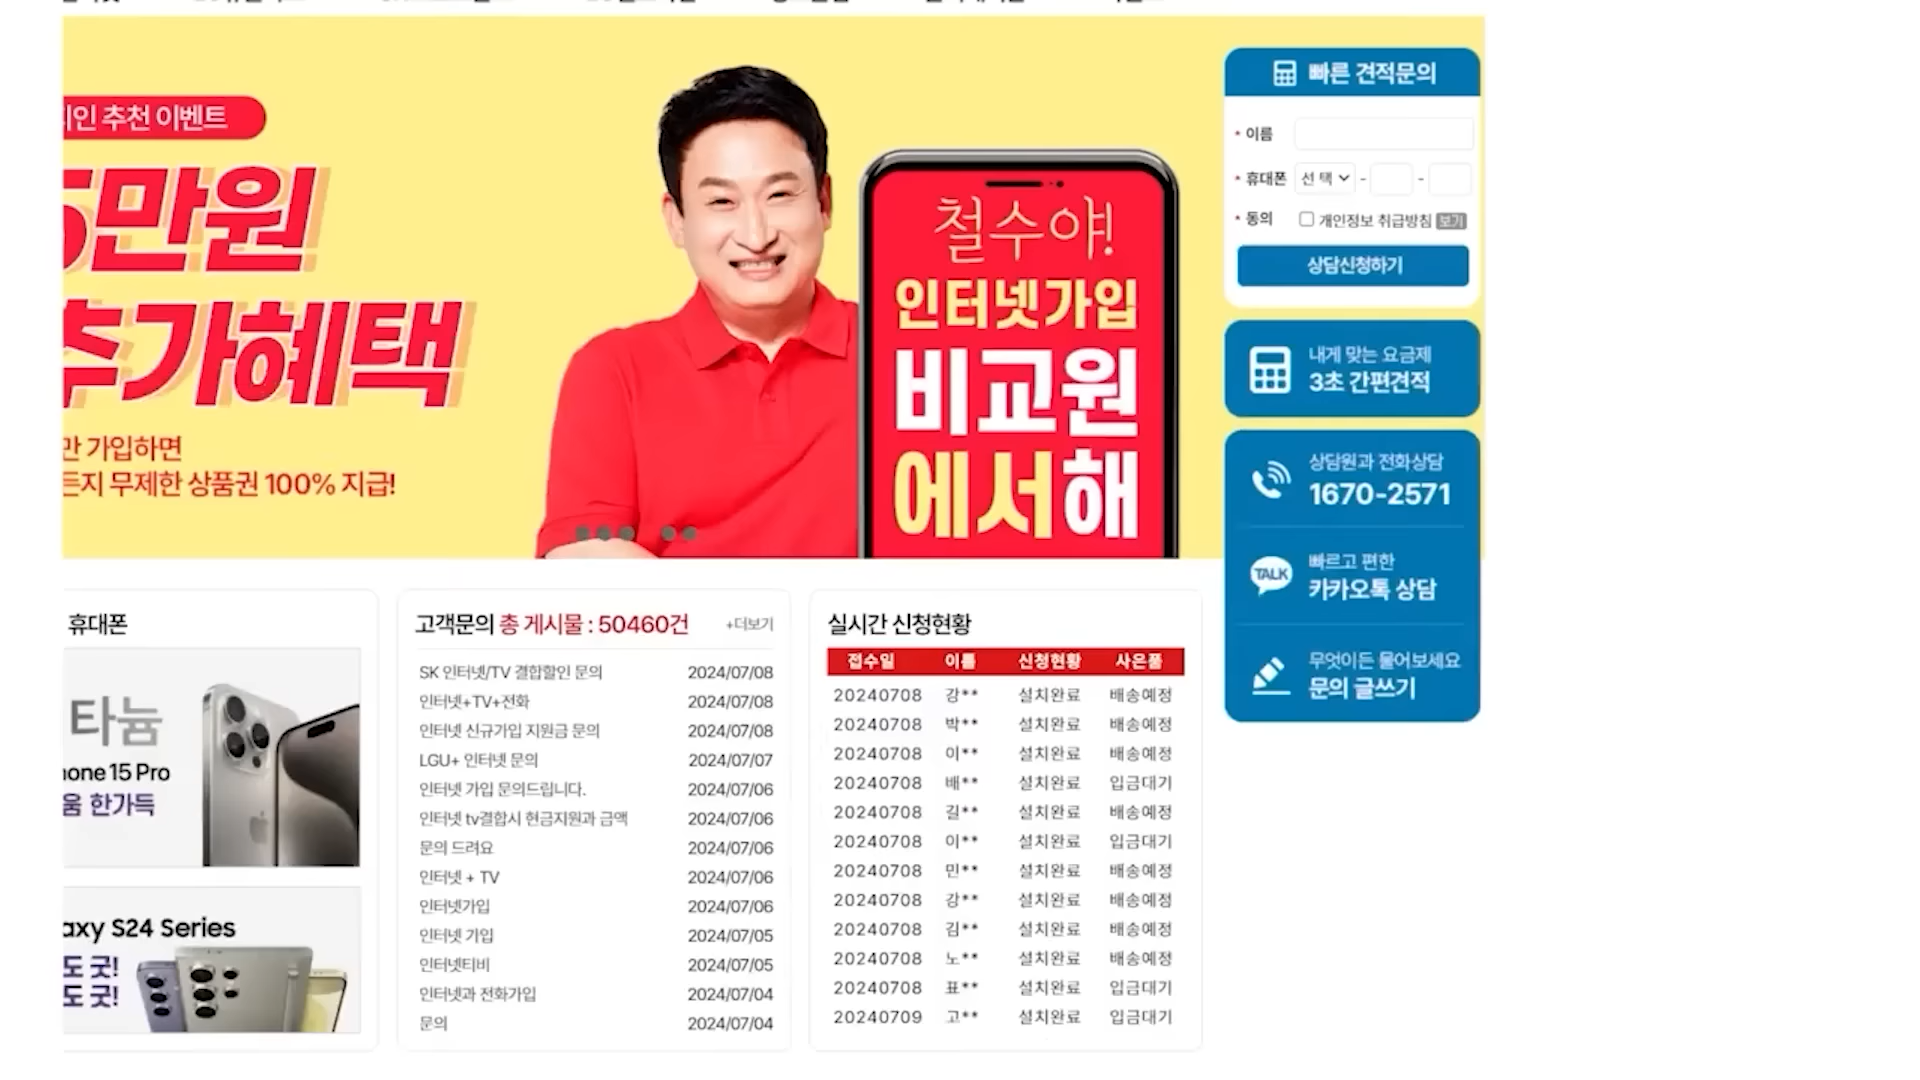 지인 추천 이벤트
5만원
추가혜택
만 가입하면
든지 무제한 상품권 100% 지급!
철수야!
인터넷가입
비교원
에서해
빠른 견적문의
* 이름
* 휴대폰 선택 - -
* 동의 개인정보 취급방침 보기
상담신청하기
내게 맞는 요금제
3초 간편견적
상담원과 전화상담
1670-2571
TALK
빠르고 편한
카카오톡 상담
무엇이든 물어보세요
문의 글쓰기
휴대폰
타늄
hone 15 Pro
움 한가득
axy S24 Series
도 굿!
도 굿!
고객문의 총 게시물 : 50460건 +더보기
SK 인터넷/TV 결합할인 문의 2024/07/08
인터넷+TV+전화 2024/07/08
인터넷 신규가입 지원금 문의 2024/07/08
LGU+ 인터넷 문의 2024/07/07
인터넷 가입 문의드립니다. 2024/07/06
인터넷 tv결합시 현금지원과 금액 2024/07/06
문의 드려요 2024/07/06
인터넷 + TV 2024/07/06
인터넷가입 2024/07/06
인터넷 가입 2024/07/05
인터넷티비 2024/07/05
인터넷과 전화가입 2024/07/04
문의 2024/07/04
실시간 신청현황
접수일 이름 신청현황 사은품
20240708 강** 설치완료 배송예정
20240708 박** 설치완료 배송예정
20240708 이** 설치완료 배송예정
20240708 배** 설치완료 입금대기
20240708 길** 설치완료 배송예정
20240708 이** 설치완료 입금대기
20240708 민** 설치완료 배송예정
20240708 강** 설치완료 배송예정
20240708 김** 설치완료 배송예정
20240708 노** 설치완료 배송예정
20240708 표** 설치완료 입금대기
20240709 고** 설치완료 입금대기